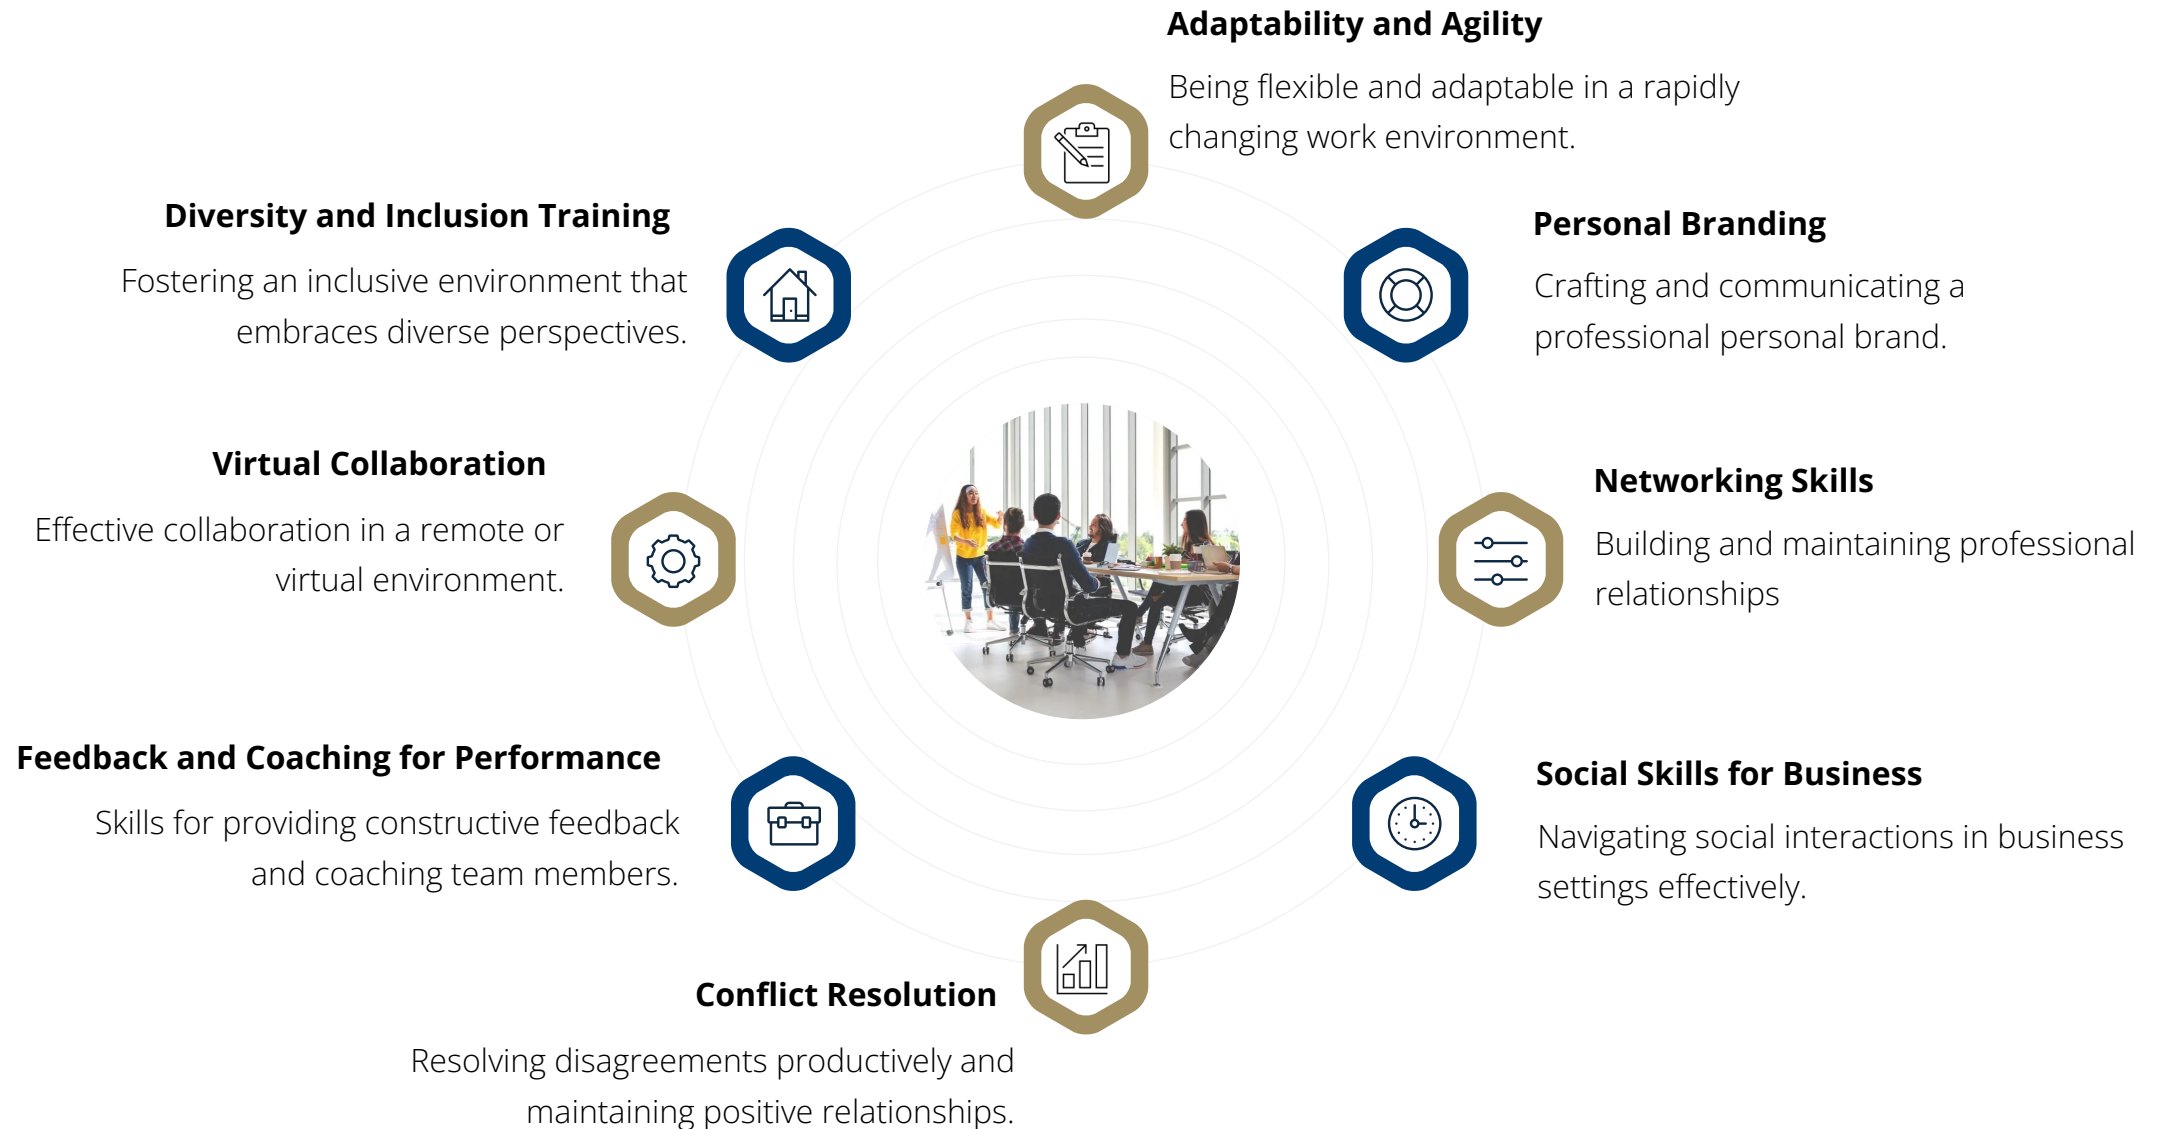 Adaptability and Agility
Being flexible and adaptable in a rapidly
changing work environment.
Personal Branding
Crafting and communicating a
professional personal brand.
Networking Skills
Building and maintaining professional
relationships
Social Skills for Business
Navigating social interactions in business
settings effectively.
Conflict Resolution
Resolving disagreements productively and
maintaining positive relationships.
Feedback and Coaching for Performance
Skills for providing constructive feedback
and coaching team members.
Virtual Collaboration
Effective collaboration in a remote or
virtual environment.
Diversity and Inclusion Training
Fostering an inclusive environment that
embraces diverse perspectives.